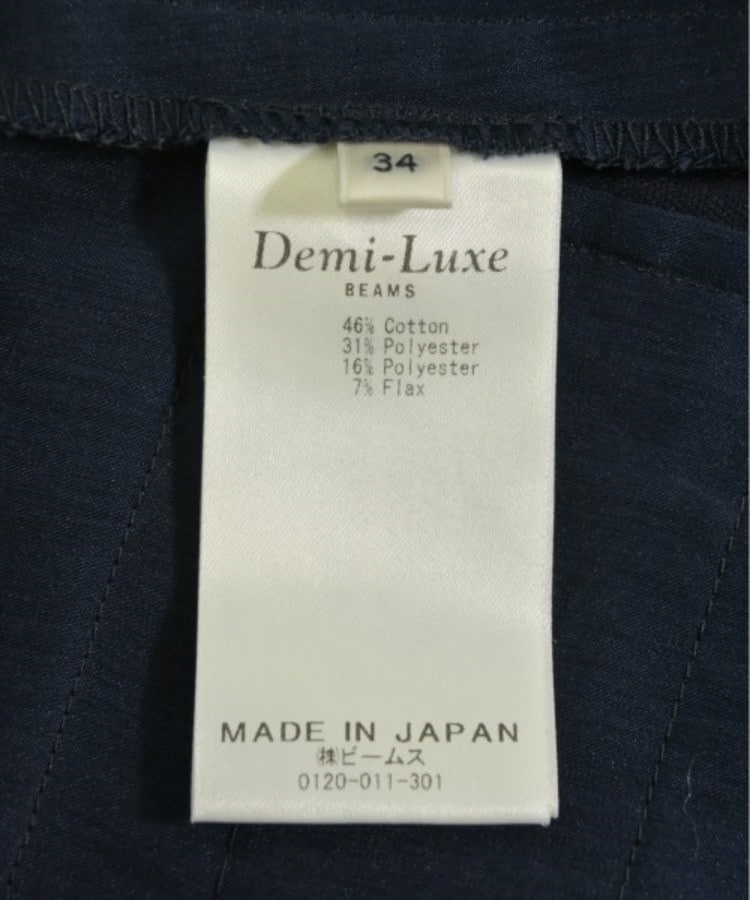 34
Demi-Luxe
BEAMS
46% Cotton
31% Polyester
16% Polyester
7% Flax
MADE IN JAPAN
㈱ビームス
0120-011-301